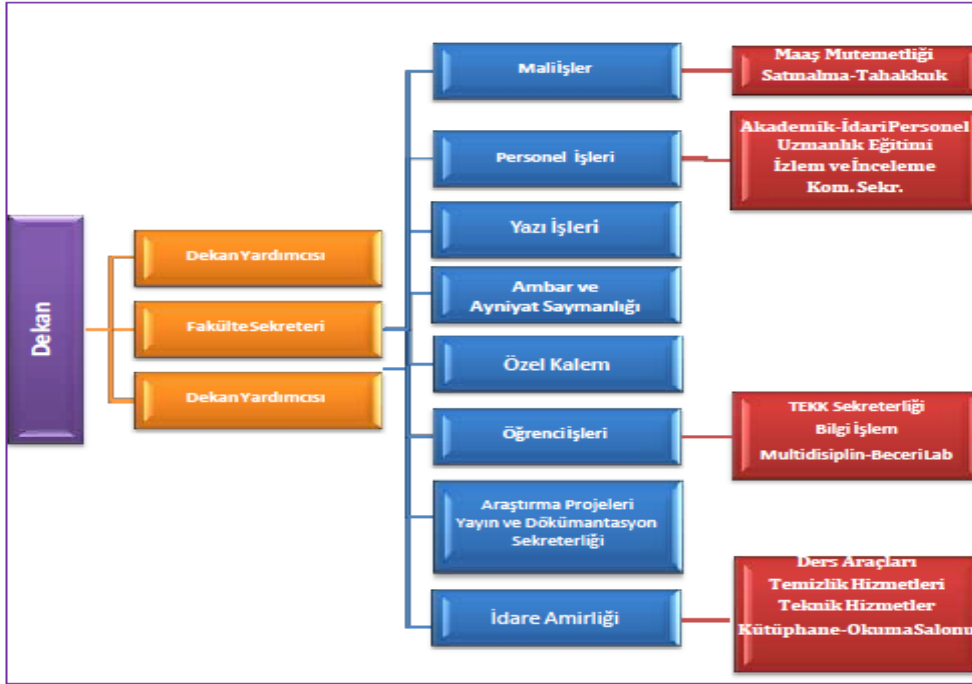 Dekan
Dekan Yardımcısı
Fakülte Sekreteri
Dekan Yardımcısı
Mali İşler
Personel İşleri
Yazı İşleri
Ambar ve
Ayniyat Saymanlığı
Özel Kalem
Öğrenci İşleri
Araştırma Projeleri
Yayın ve Dökümantasyon
Sekreterliği
İdare Amirliği
Maaş Mutemetliği
Satınalma-Tahakkuk
Akademik-İdari Personel
Uzmanlık Eğitimi
İzlem ve İnceleme
Kom. Sekr.
TEKK Sekreterliği
Bilgi İşlem
Multidisiplin-Beceri Lab
Ders Araçları
Temizlik Hizmetleri
Teknik Hizmetler
Kütüphane-Okuma Salonu